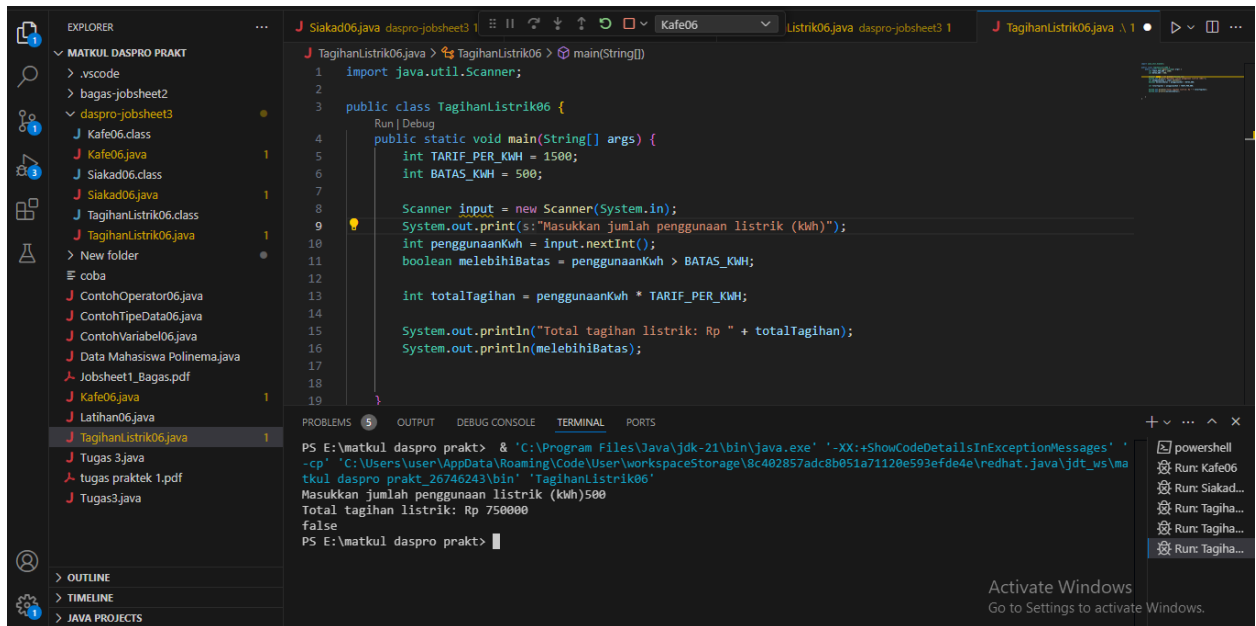 EXPLORER
MATKUL DASPRO PRAKT
.vscode
bagas-jobsheet2
daspro-jobsheet3
Kafe06.class
Kafe06.java 1
Siakad06.class
Siakad06.java 1
TagihanListrik06.class
TagihanListrik06.java 1
New folder
coba
ContohOperator06.java
ContohTipeData06.java
ContohVariabel06.java
Data Mahasiswa Polinema.java
Jobsheet1_Bagas.pdf
Kafe06.java 1
Latihan06.java
TagihanListrik06.java 1
Tugas 3.java
tugas praktek 1.pdf
Tugas3.java
OUTLINE
TIMELINE
JAVA PROJECTS
Siakad06.java daspro-jobsheet3 1
Kafe06
Listrik06.java daspro-jobsheet3 1
TagihanListrik06.java .\ 1
TagihanListrik06.java > TagihanListrik06 > main(String[])
1 import java.util.Scanner;
2
3 public class TagihanListrik06 {
Run | Debug
4 public static void main(String[] args) {
5 int TARIF_PER_KWH = 1500;
6 int BATAS_KWH = 500;
7
8 Scanner input = new Scanner(System.in);
9 System.out.print(s:"Masukkan jumlah penggunaan listrik (kWh)");
10 int penggunaanKwh = input.nextInt();
11 boolean melebihiBatas = penggunaanKwh > BATAS_KWH;
12
13 int totalTagihan = penggunaanKwh * TARIF_PER_KWH;
14
15 System.out.println("Total tagihan listrik: Rp " + totalTagihan);
16 System.out.println(melebihiBatas);
17
18
19 }
PROBLEMS 5 OUTPUT DEBUG CONSOLE TERMINAL PORTS
PS E:\matkul daspro prakt> & 'C:\Program Files\Java\jdk-21\bin\java.exe' '-XX:+ShowCodeDetailsInExceptionMessages' '
-cp' 'C:\Users\user\AppData\Roaming\Code\User\workspaceStorage\8c402857adc8b051a71120e593efde4e\redhat.java\jdt_ws\ma
tkul daspro prakt_26746243\bin' 'TagihanListrik06'
Masukkan jumlah penggunaan listrik (kWh)500
Total tagihan listrik: Rp 750000
false
PS E:\matkul daspro prakt>
powershell
Run: Kafe06
Run: Siakad...
Run: Tagiha...
Run: Tagiha...
Run: Tagiha...
Activate Windows
Go to Settings to activate Windows.